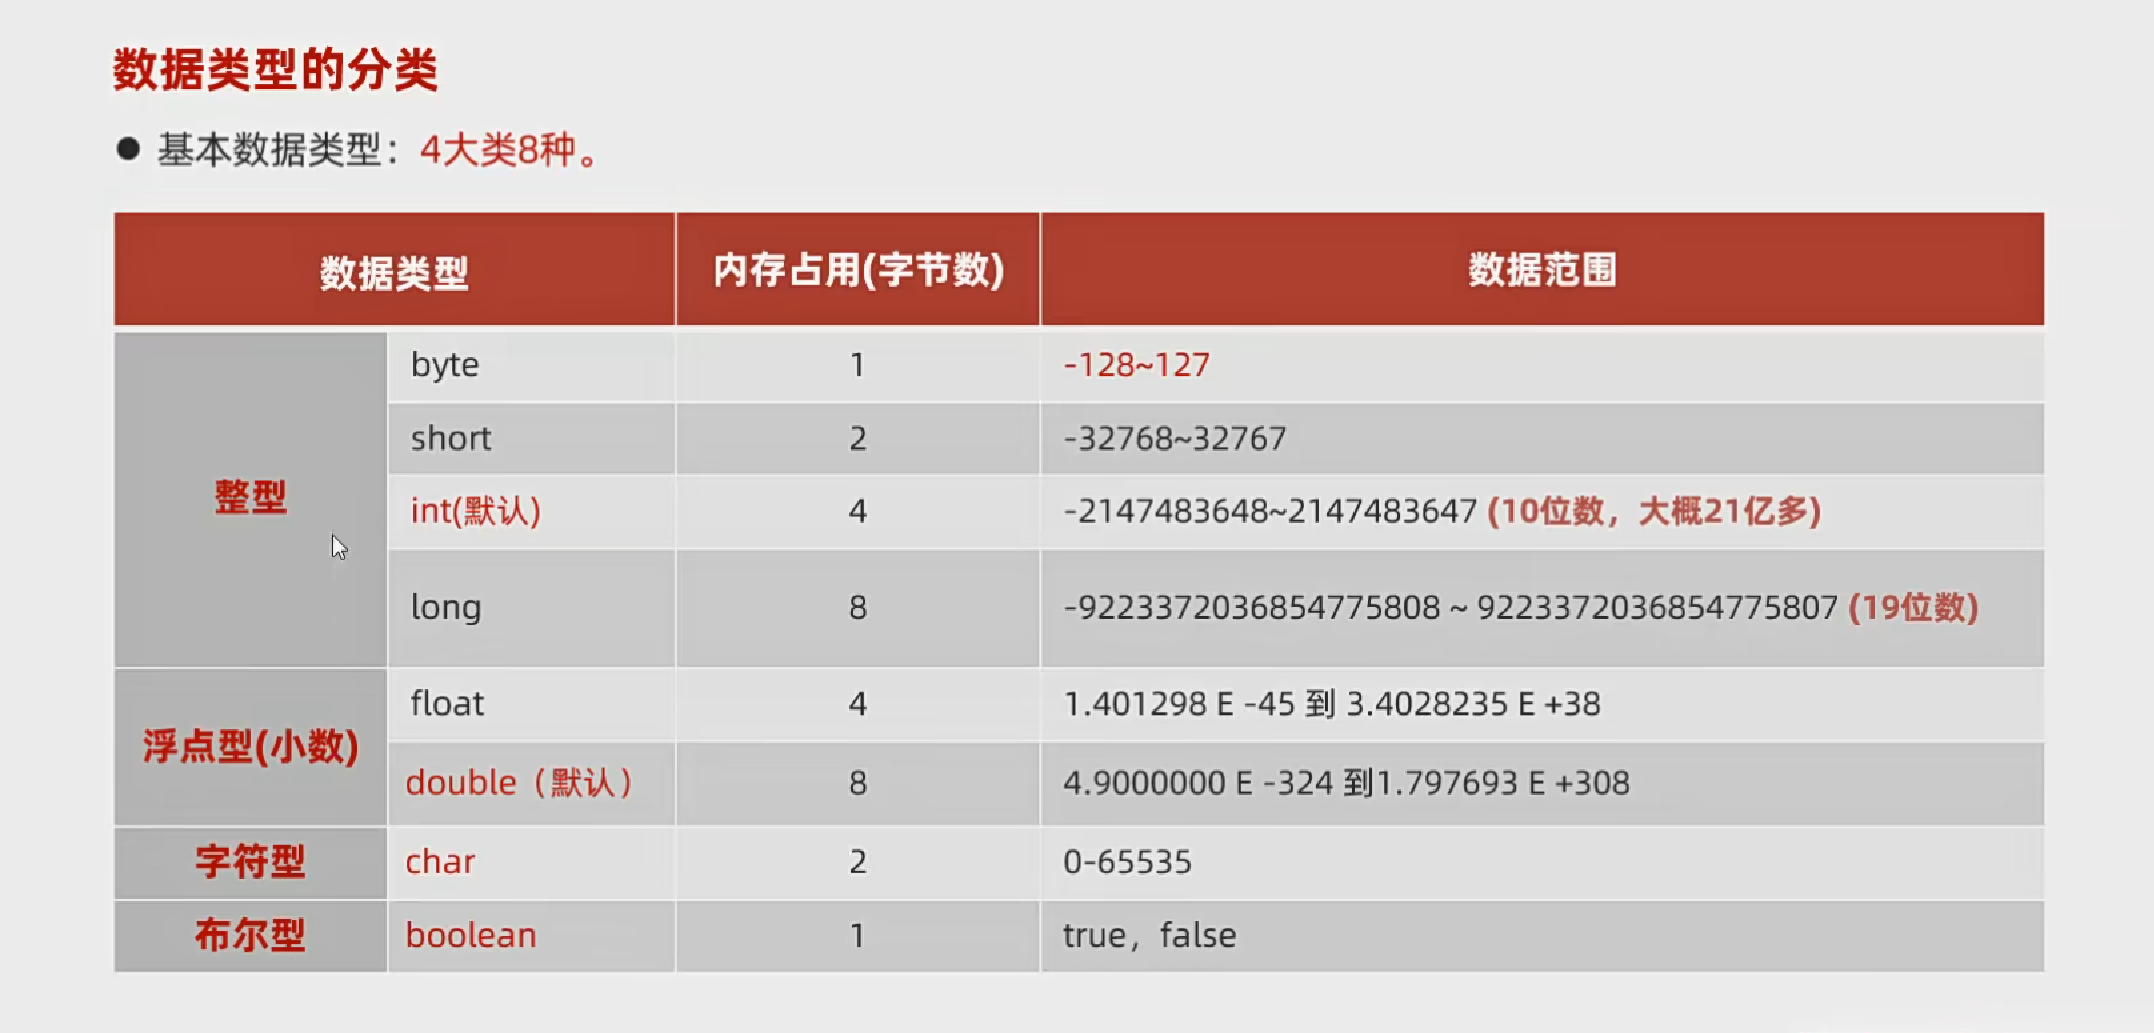 数据类型的分类
● 基本数据类型：4大类8种。
数据类型 内存占用(字节数) 数据范围
整型
byte 1 -128~127
short 2 -32768~32767
int(默认) 4 -2147483648~2147483647 (10位数，大概21亿多)
long 8 -9223372036854775808 ~ 9223372036854775807 (19位数)
浮点型(小数)
float 4 1.401298 E -45 到 3.4028235 E +38
double（默认） 8 4.9000000 E -324 到1.797693 E +308
字符型 char 2 0-65535
布尔型 boolean 1 true，false